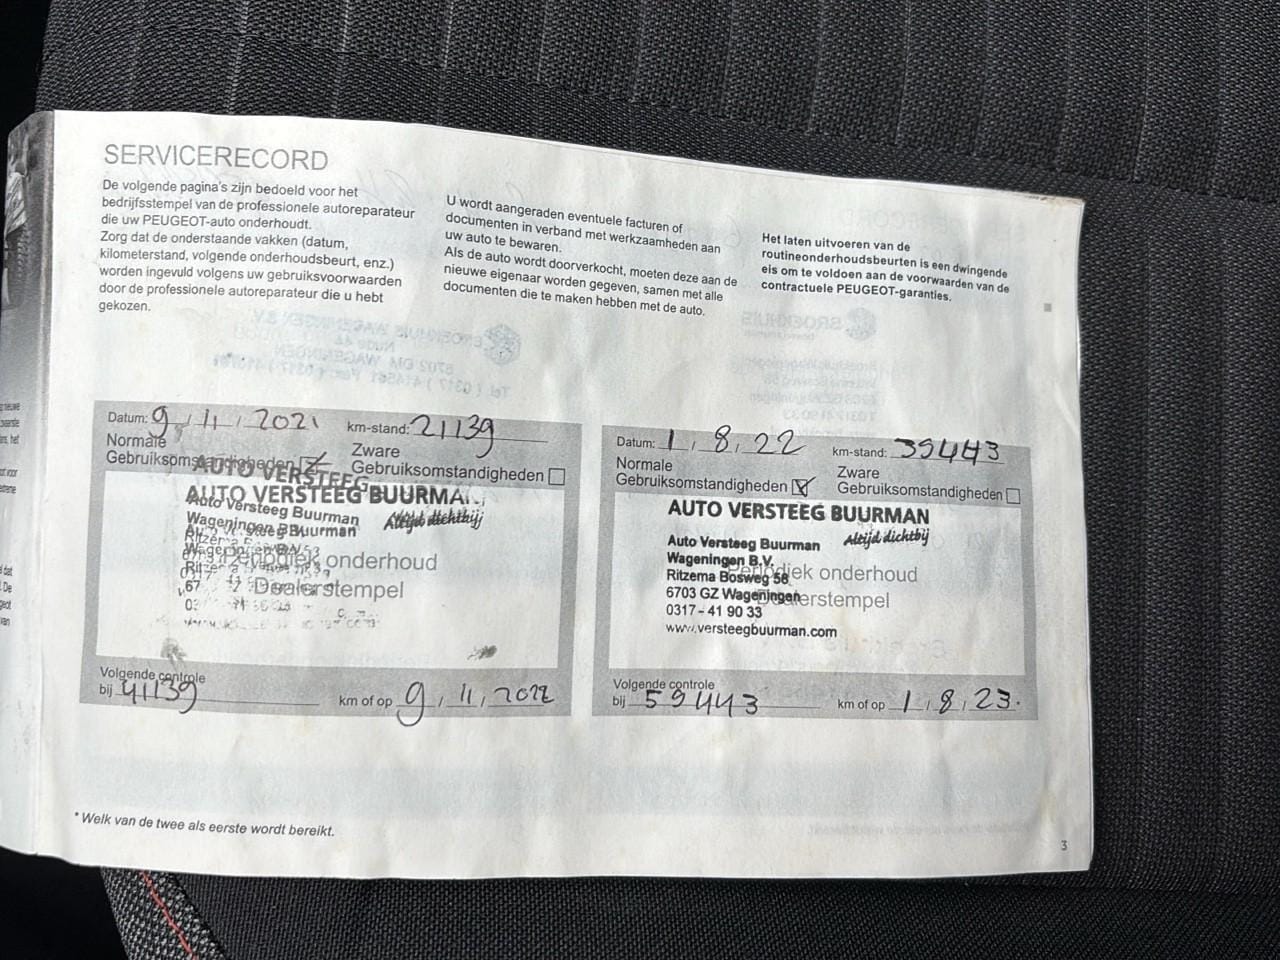 SERVICERECORD
De volgende pagina's zijn bedoeld voor het
bedrijfsstempel van de professionele autoreparateur
die uw PEUGEOT-auto onderhoudt.
Zorg dat de onderstaande vakken (datum,
kilometerstand, volgende onderhoudsbeurt, enz.)
worden ingevuld volgens uw gebruiksvoorwaarden
door de professionele autoreparateur die u hebt
gekozen.
U wordt aangeraden eventuele facturen of
documenten in verband met werkzaamheden aan
uw auto te bewaren.
Als de auto wordt doorverkocht, moeten deze aan de
nieuwe eigenaar worden gegeven, samen met alle
documenten die te maken hebben met de auto.
Het laten uitvoeren van de
routineonderhoudsbeurten is een dwingende
eis om te voldoen aan de voorwaarden van de
contractuele PEUGEOT-garanties.
Datum: 9 / 11 / 2021 km-stand: 21139
Normale
Gebruiksomstandigheden
Zware
Gebruiksomstandigheden
AUTO VERSTEEG
AUTO VERSTEEG BUURMA
Auto Versteeg Buurman
Altijd dichtbij
Wageningen
Periodiek onderhoud
Dealerstempel
Volgende controle
bij 41139 km of op 9 / 11 / 2022
Datum: 1 / 8 / 22 km-stand: 39443
Normale
Gebruiksomstandigheden
Zware
Gebruiksomstandigheden
AUTO VERSTEEG BUURMAN
Altijd dichtbij
Auto Versteeg Buurman
Wageningen B.V.
Ritzema Bosweg 58
6703 GZ Wageningen
0317 - 41 90 33
www.versteegbuurman.com
Periodiek onderhoud
Dealerstempel
Volgende controle
bij 59443 km of op 1 / 8 / 23.
* Welk van de twee als eerste wordt bereikt.
3